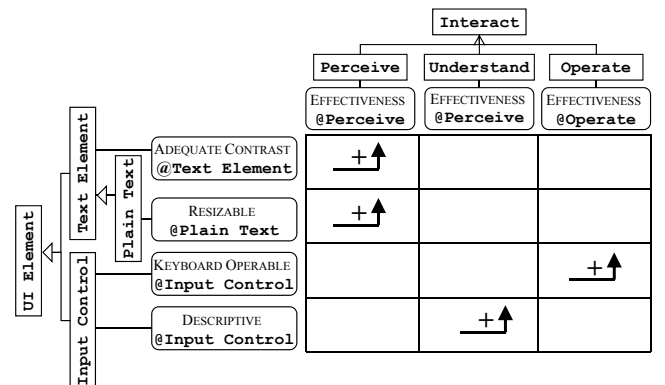 Interact
Perceive
Understand
Operate
EFFECTIVENESS
@Perceive
EFFECTIVENESS
@Perceive
EFFECTIVENESS
@Operate
UI Element
Text Element
Plain Text
Input Control
ADEQUATE CONTRAST
@Text Element
+
RESIZABLE
@Plain Text
+
KEYBOARD OPERABLE
@Input Control
+
DESCRIPTIVE
@Input Control
+